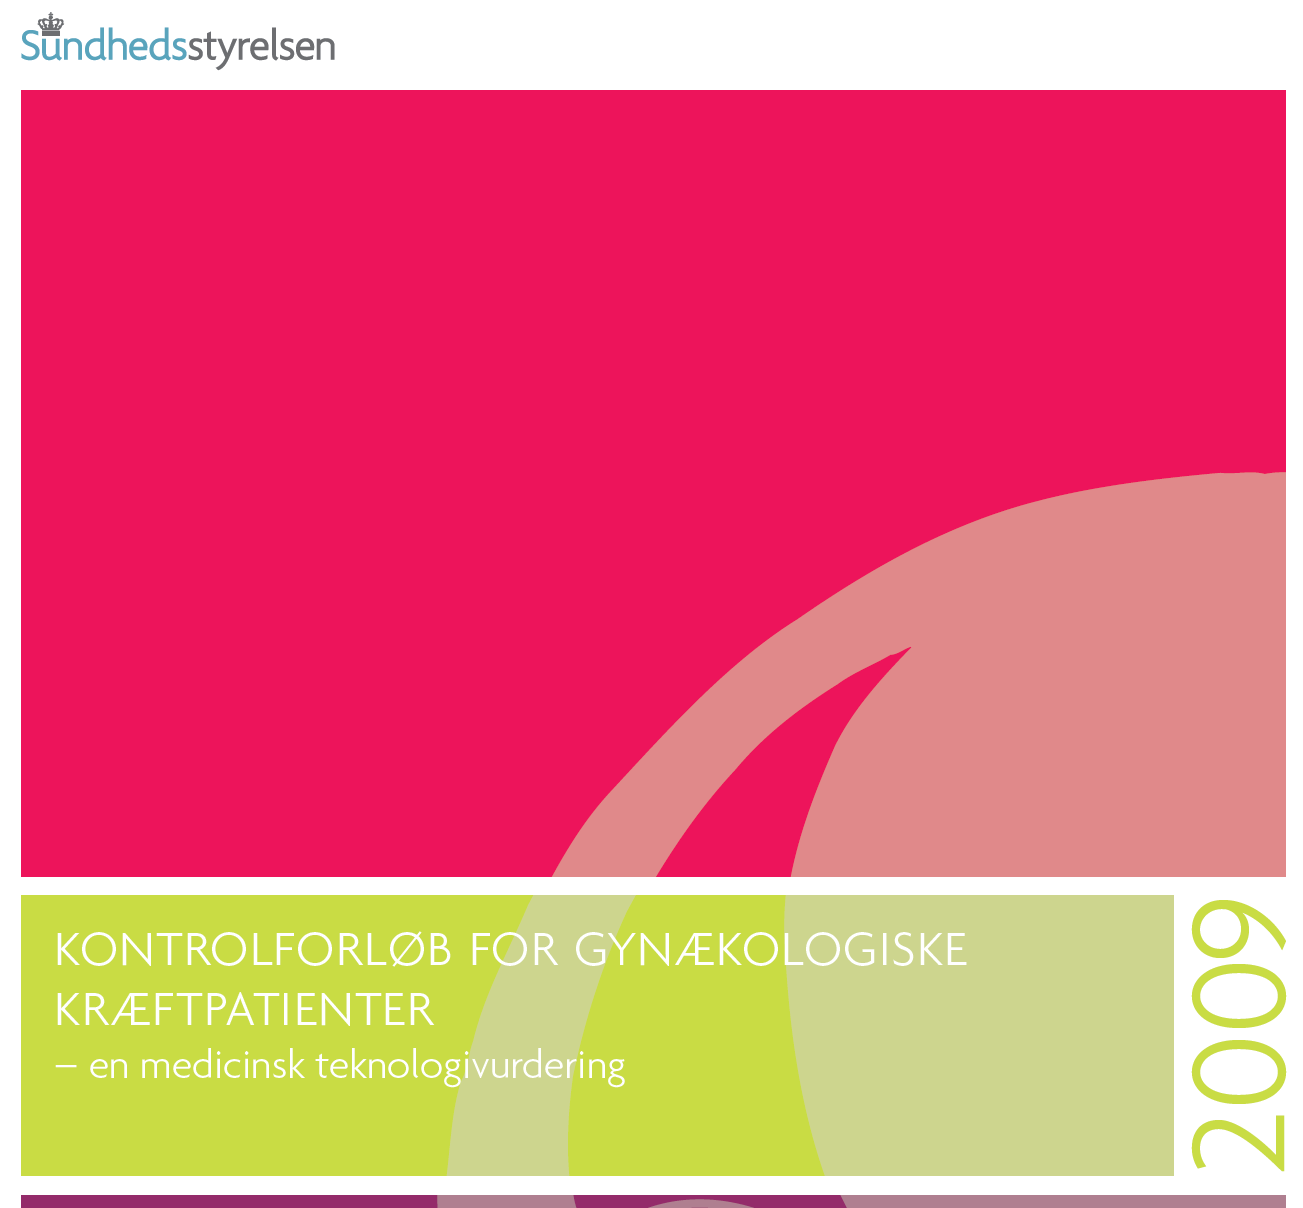 Sundhedsstyrelsen
KONTROLFORLØB FOR GYNÆKOLOGISKE
KRÆFTPATIENTER
– en medicinsk teknologivurdering
2009